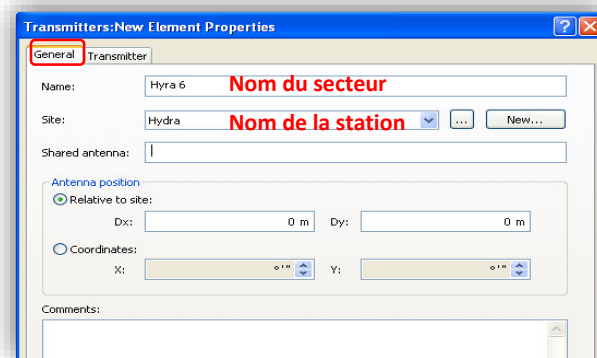 Transmitters:New Element Properties
General Transmitter
Name: Hyra 6 Nom du secteur
Site: Hydra Nom de la station ... New...
Shared antenna:
Antenna position
Relative to site:
Dx: 0 m Dy: 0 m
Coordinates:
X: °'" Y: °'"
Comments: